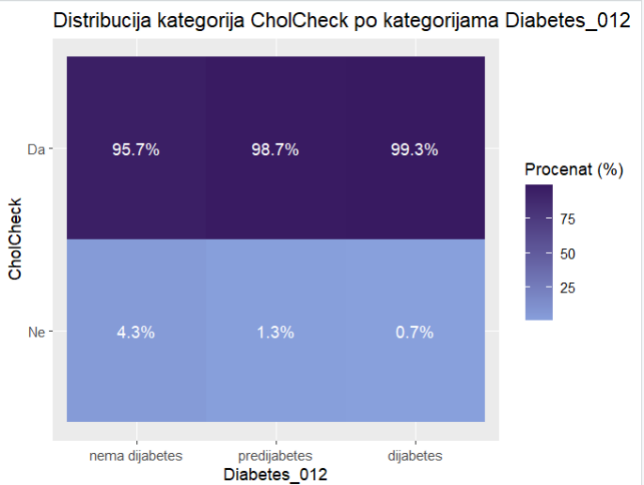 Distribucija kategorija CholCheck po kategorijama Diabetes_012
Da
95.7%
98.7%
99.3%
Ne
4.3%
1.3%
0.7%
CholCheck
nema dijabetes
predijabetes
dijabetes
Diabetes_012
Procenat (%)
75
50
25